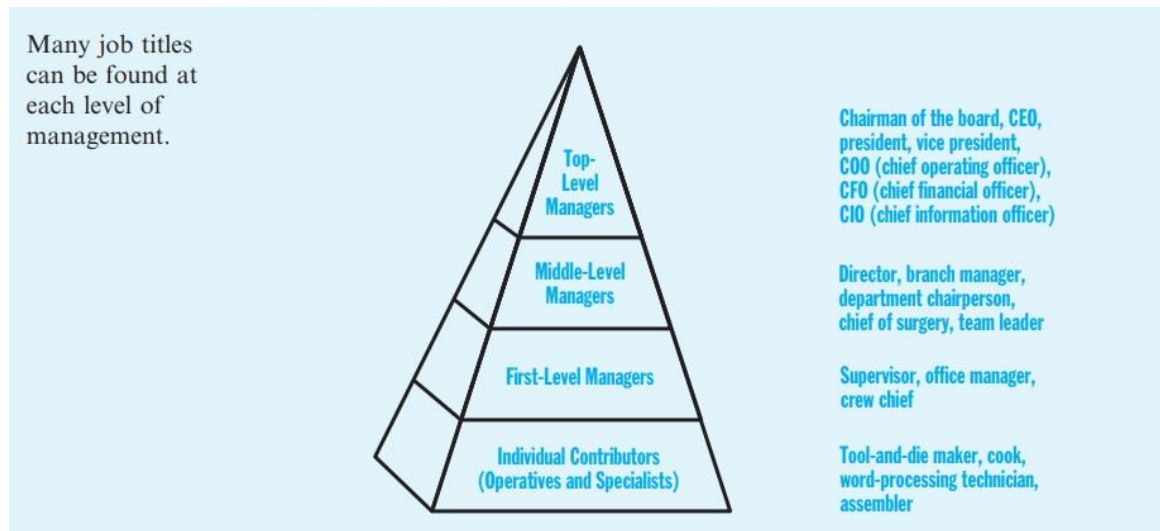 Many job titles
can be found at
each level of
management.
Top-
Level
Managers
Chairman of the board, CEO,
president, vice president,
COO (chief operating officer),
CFO (chief financial officer),
CIO (chief information officer)
Middle-Level
Managers
Director, branch manager,
department chairperson,
chief of surgery, team leader
First-Level Managers
Supervisor, office manager,
crew chief
Individual Contributors
(Operatives and Specialists)
Tool-and-die maker, cook,
word-processing technician,
assembler